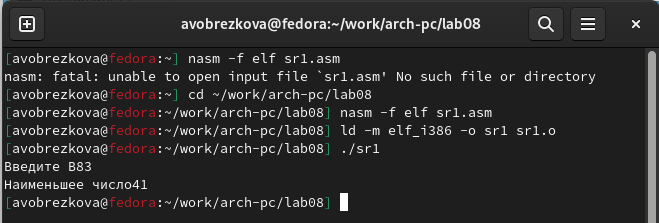 avobrezkova@fedora:~/work/arch-pc/lab08
[avobrezkova@fedora:~] nasm -f elf sr1.asm
nasm: fatal: unable to open input file `sr1.asm' No such file or directory
[avobrezkova@fedora:~] cd ~/work/arch-pc/lab08
[avobrezkova@fedora:~/work/arch-pc/lab08] nasm -f elf sr1.asm
[avobrezkova@fedora:~/work/arch-pc/lab08] ld -m elf_i386 -o sr1 sr1.o
[avobrezkova@fedora:~/work/arch-pc/lab08] ./sr1
Введите В83
Наименьшее число41
[avobrezkova@fedora:~/work/arch-pc/lab08]